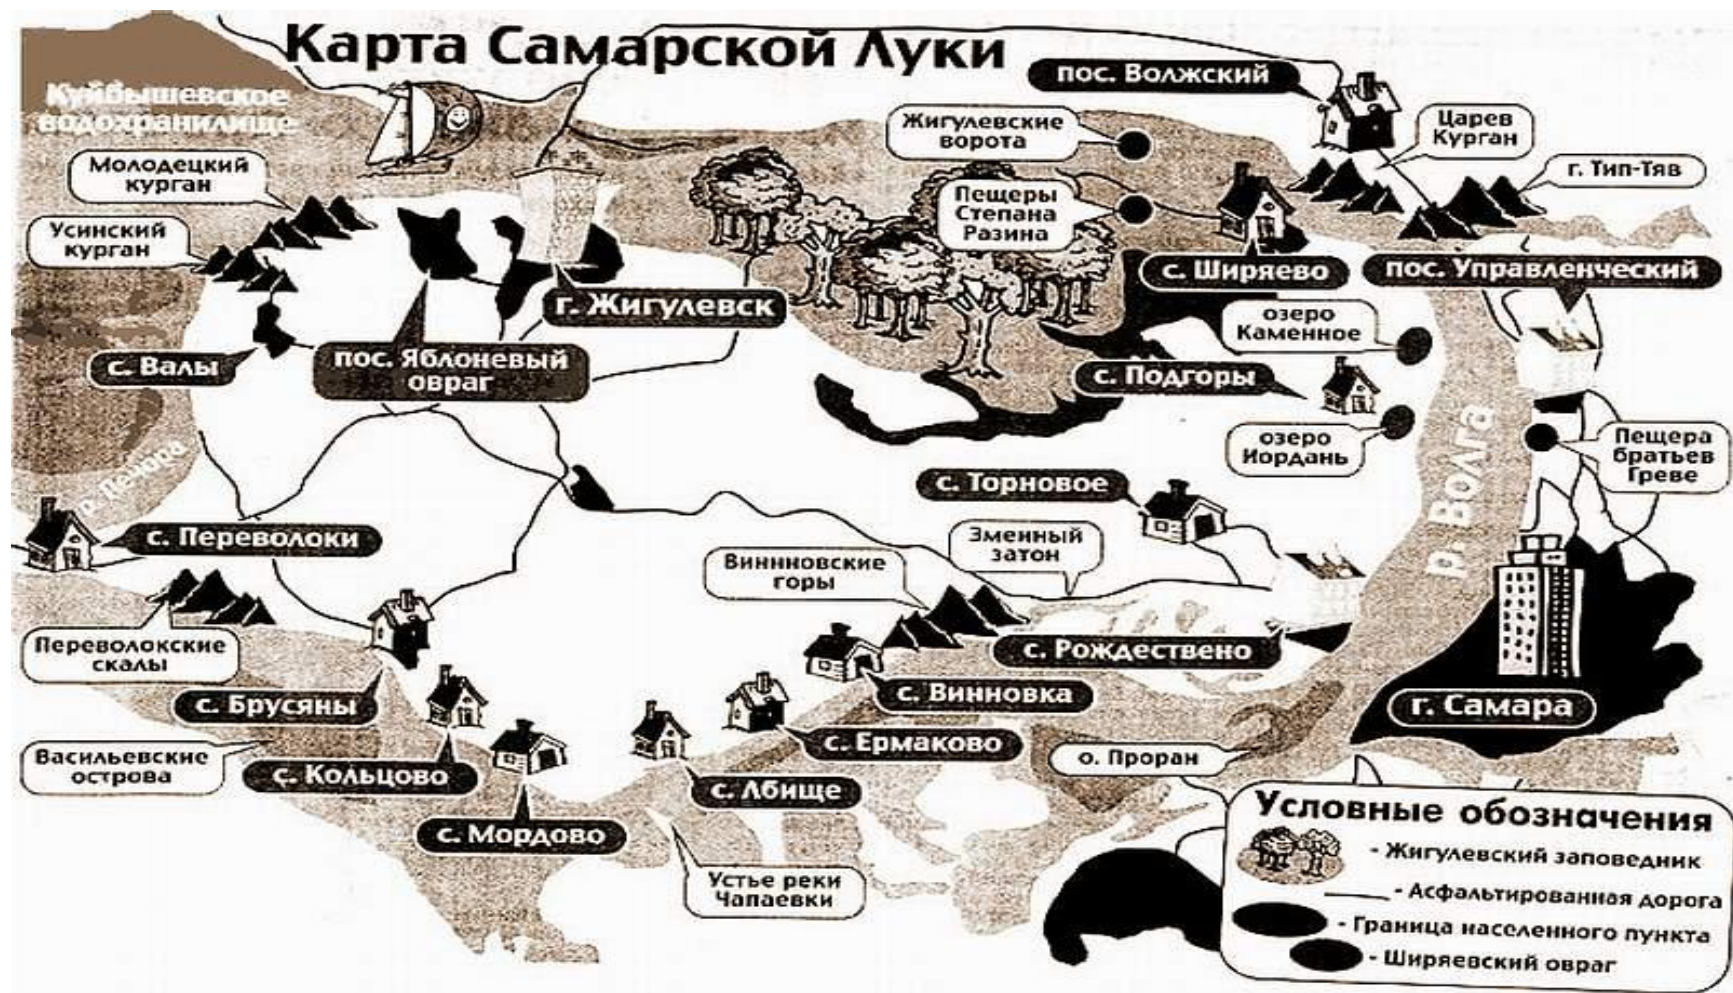 Карта Самарской Луки
пос. Волжский
Куйбышевское
водохранилище
Жигулевские
ворота
Царев
Курган
Молодецкий
курган
г. Тип-Тяв
Пещеры
Степана
Разина
Усинский
курган
с. Ширяево
пос. Управленческий
г. Жигулевск
озеро
Каменное
с. Валы
пос. Яблоневый
овраг
с. Подгоры
р. Волга
озеро
Иордань
Пещера
братьев
Греве
р. Печора
с. Торновое
с. Переволоки
Змеиный
затон
Виннновские
горы
Переволокские
скалы
с. Рождествено
с. Брусяны
с. Винновка
г. Самара
Васильевские
острова
с. Кольцово
с. Ермаково
о. Проран
с. Лбище
с. Мордово
Устье реки
Чапаевки
Условные обозначения
- Жигулевский заповедник
- Асфальтированная дорога
- Граница населенного пункта
- Ширяевский овраг